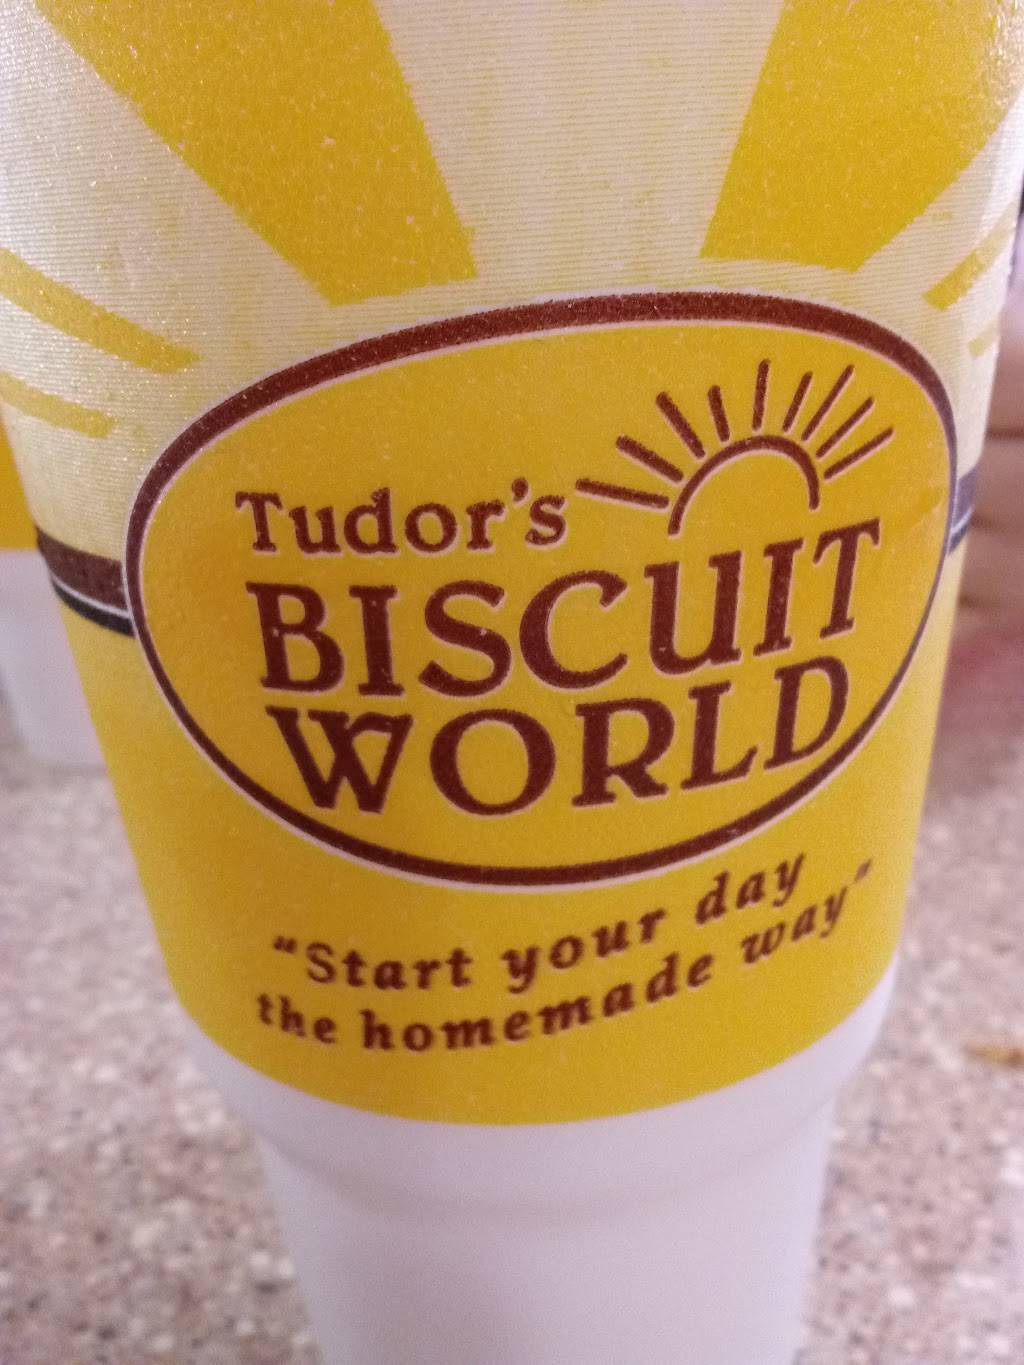 Tudor's
BISCUIT
WORLD
"Start your day
the homemade way"